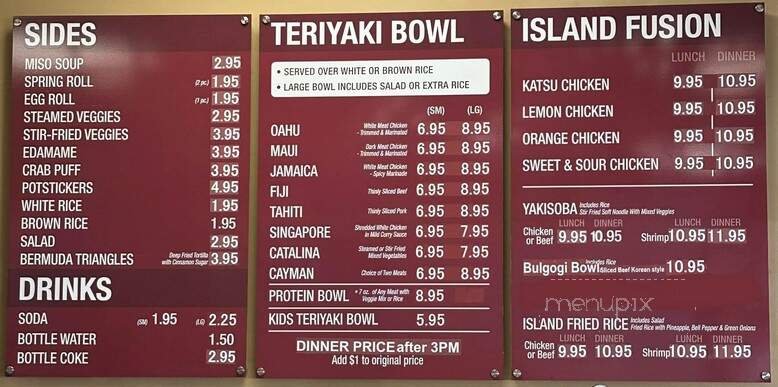 SIDES
MISO SOUP 2.95
SPRING ROLL (2 pc.) 1.95
EGG ROLL (1 pc.) 1.95
STEAMED VEGGIES 2.95
STIR-FRIED VEGGIES 3.95
EDAMAME 3.95
CRAB PUFF 3.95
POTSTICKERS 4.95
WHITE RICE 1.95
BROWN RICE 1.95
SALAD 2.95
BERMUDA TRIANGLES Deep Fried Tortilla with Cinnamon Sugar 3.95
DRINKS
SODA (SM) 1.95 (LG) 2.25
BOTTLE WATER 1.50
BOTTLE COKE 2.95
TERIYAKI BOWL
• SERVED OVER WHITE OR BROWN RICE
• LARGE BOWL INCLUDES SALAD OR EXTRA RICE
(SM) (LG)
OAHU White Meat Chicken - Trimmed & Marinated 6.95 8.95
MAUI Dark Meat Chicken - Trimmed & Marinated 6.95 8.95
JAMAICA White Meat Chicken - Spicy Marinade 6.95 8.95
FIJI Thinly Sliced Beef 6.95 8.95
TAHITI Thinly Sliced Pork 6.95 8.95
SINGAPORE Shredded White Chicken in Mild Curry Sauce 6.95 7.95
CATALINA Steamed or Stir Fried Mixed Vegetables 6.95 7.95
CAYMAN Choice of Two Meats 6.95 8.95
PROTEIN BOWL + 7 oz. of Any Meat with Veggie Mix or Rice 8.95
KIDS TERIYAKI BOWL 5.95
DINNER PRICE after 3PM
Add $1 to original price
ISLAND FUSION
LUNCH DINNER
KATSU CHICKEN 9.95 10.95
LEMON CHICKEN 9.95 10.95
ORANGE CHICKEN 9.95 10.95
SWEET & SOUR CHICKEN 9.95 10.95
YAKISOBA Includes Rice
Stir Fried Soft Noodle With Mixed Veggies
LUNCH DINNER LUNCH DINNER
Chicken or Beef 9.95 10.95 Shrimp 10.95 11.95
Bulgogi Bowl Includes Rice Sliced Beef Korean style 10.95
menupix
ISLAND FRIED RICE Includes Salad
Fried Rice with Pineapple, Bell Pepper & Green Onions
LUNCH DINNER LUNCH DINNER
Chicken or Beef 9.95 10.95 Shrimp 10.95 11.95